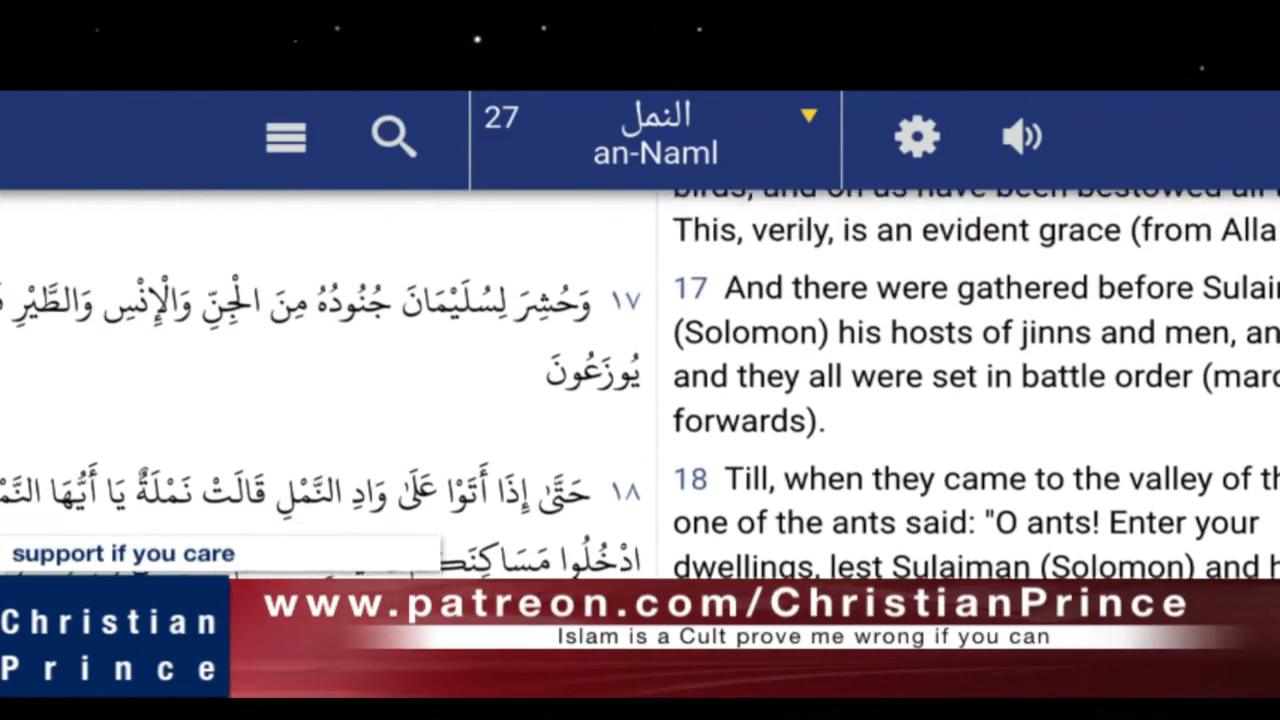 27
النمل
an-Naml
This, verily, is an evident grace (from Alla
١٧ وَحُشِرَ لِسُلَيْمَانَ جُنُودُهُ مِنَ الْجِنِّ وَالْإِنْسِ وَالطَّيْرِ
يُوزَعُونَ
١٨ حَتَّىٰ إِذَا أَتَوْا عَلَىٰ وَادِ النَّمْلِ قَالَتْ نَمْلَةٌ يَا أَيُّهَا
ادْخُلُوا
17 And there were gathered before Sulai
(Solomon) his hosts of jinns and men, an
and they all were set in battle order (marc
forwards).
18 Till, when they came to the valley of th
one of the ants said: "O ants! Enter your
dwellings, lest Sulaiman (Solomon) and h
support if you care
Christian
Prince
www.patreon.com/ChristianPrince
Islam is a Cult prove me wrong if you can